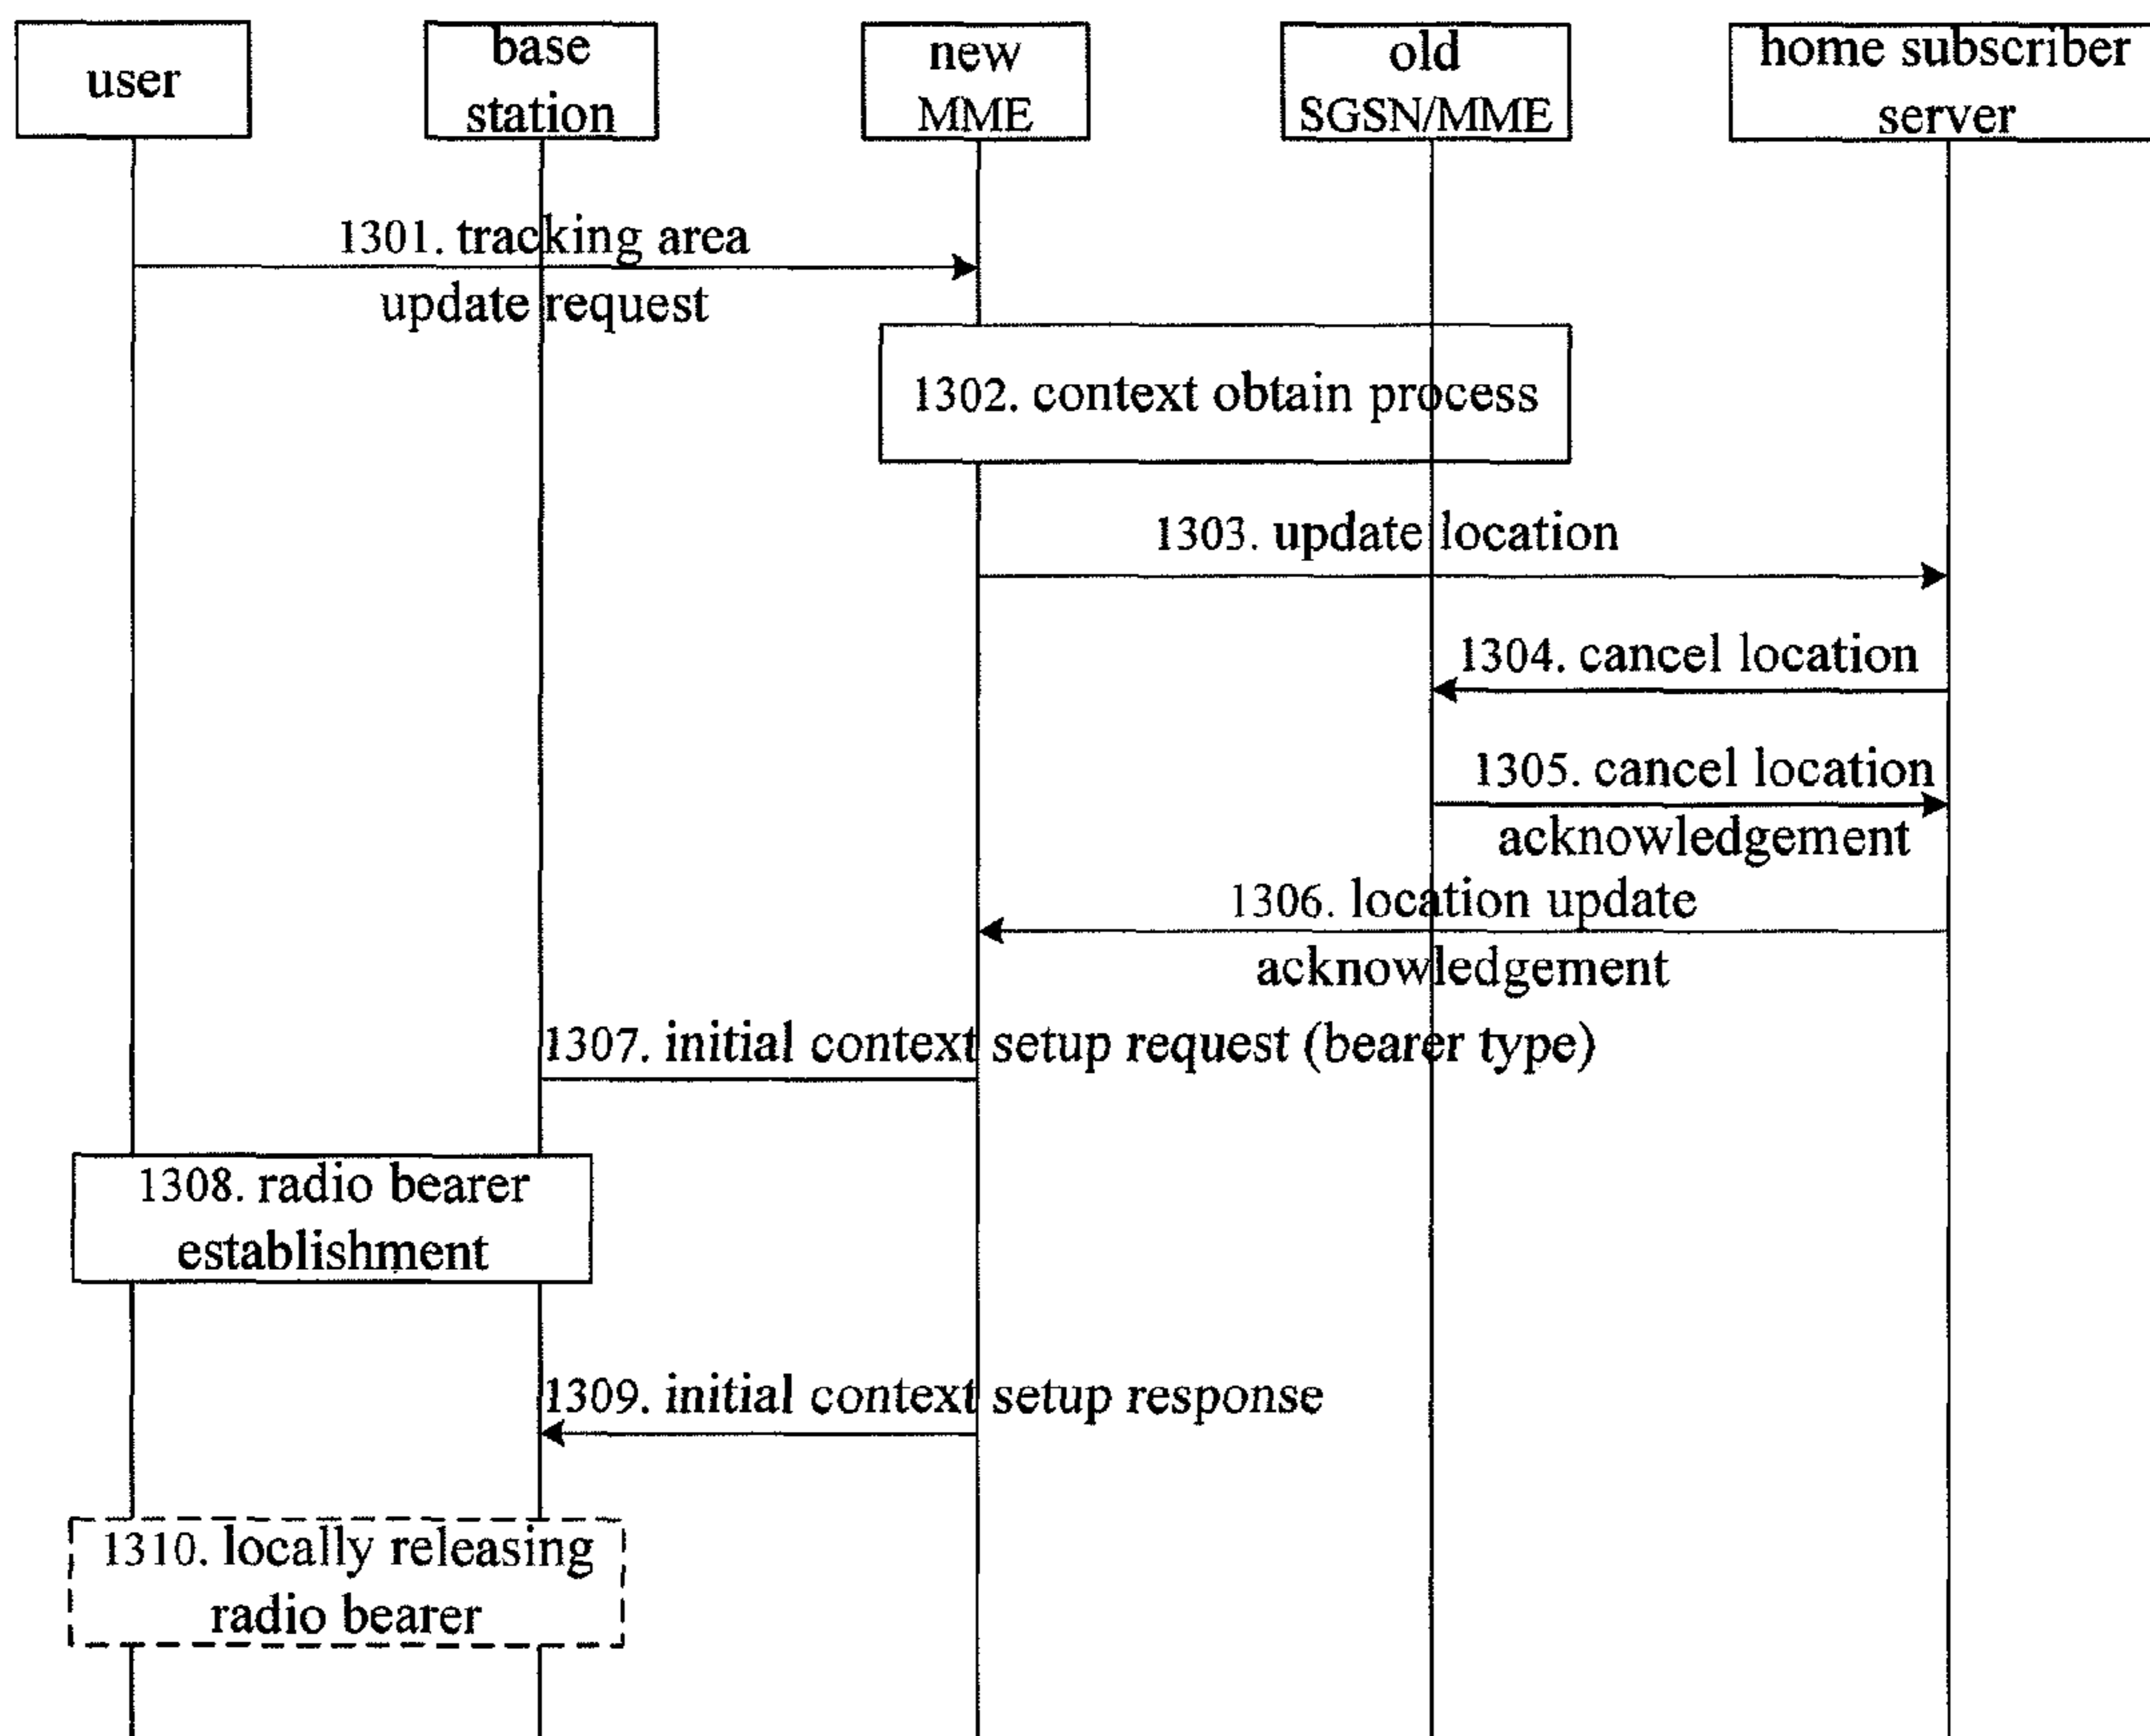 user
base
station
new
MME
old
SGSN/MME
home subscriber
server
1301. tracking area
update request
1302. context obtain process
1303. update location
1304. cancel location
1305. cancel location
acknowledgement
1306. location update
acknowledgement
1307. initial context setup request (bearer type)
1308. radio bearer
establishment
1309. initial context setup response
1310. locally releasing
radio bearer